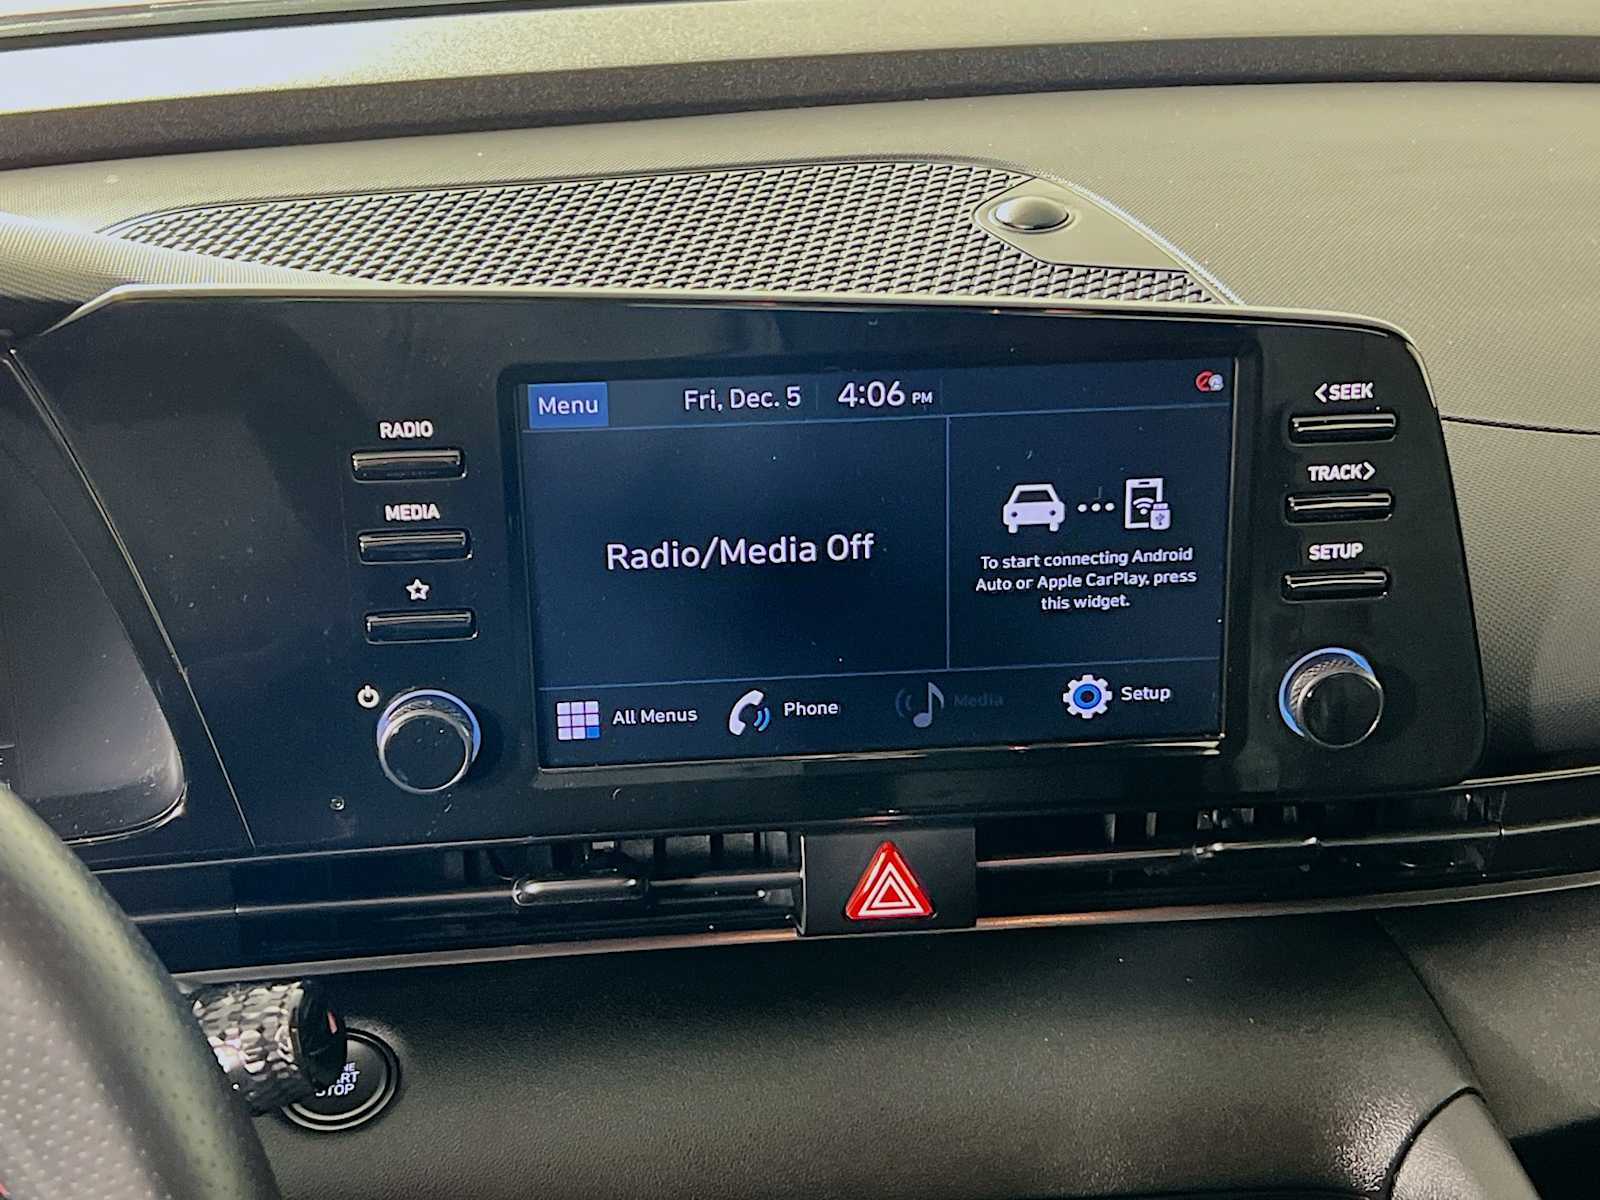 Menu
Fri, Dec. 5
4:06 PM
RADIO
MEDIA
Radio/Media Off
To start connecting Android
Auto or Apple CarPlay, press
this widget.
All Menus
Phone
Media
Setup
<SEEK
TRACK>
SETUP
STOP